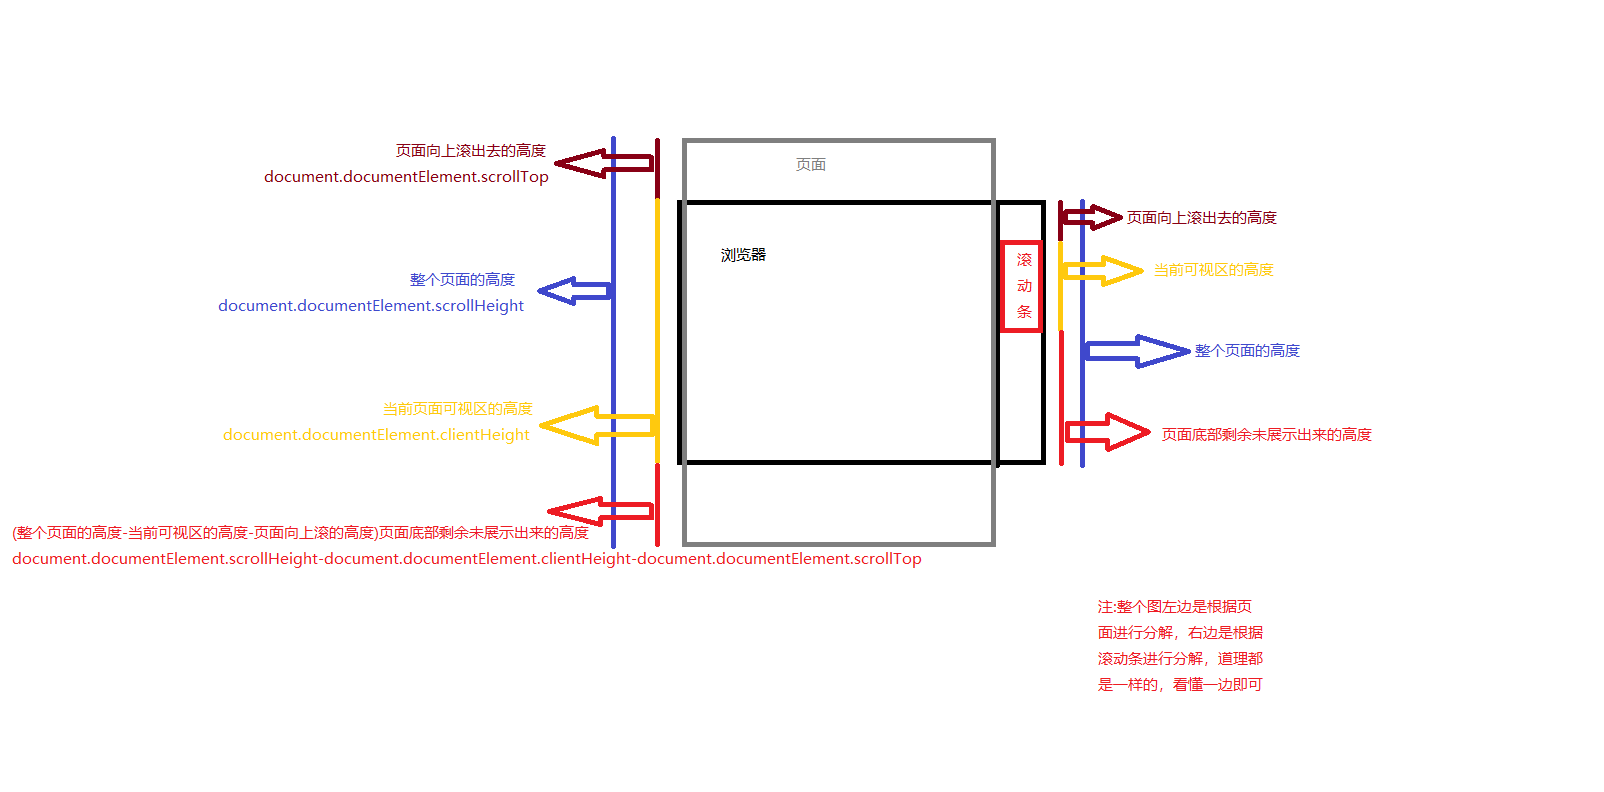 页面向上滚出去的高度
document.documentElement.scrollTop
整个页面的高度
document.documentElement.scrollHeight
当前页面可视区的高度
document.documentElement.clientHeight
(整个页面的高度-当前可视区的高度-页面向上滚的高度)页面底部剩余未展示出来的高度
document.documentElement.scrollHeight-document.documentElement.clientHeight-document.documentElement.scrollTop
页面
浏览器
滚
动
条
页面向上滚出去的高度
当前可视区的高度
整个页面的高度
页面底部剩余未展示出来的高度
注:整个图左边是根据页
面进行分解，右边是根据
滚动条进行分解，道理都
是一样的，看懂一边即可